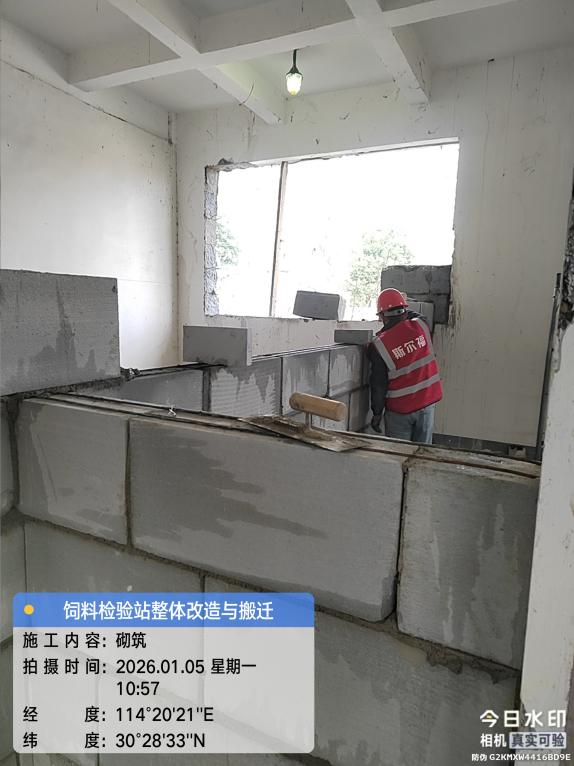 斯尔福
饲料检验站整体改造与搬迁
施工内容：砌筑
拍摄时间：2026.01.05 星期一
10:57
经度：114°20'21"E
纬度：30°28'33"N
今日水印
相机 真实可验
防伪 G2KMXW4416BD9E